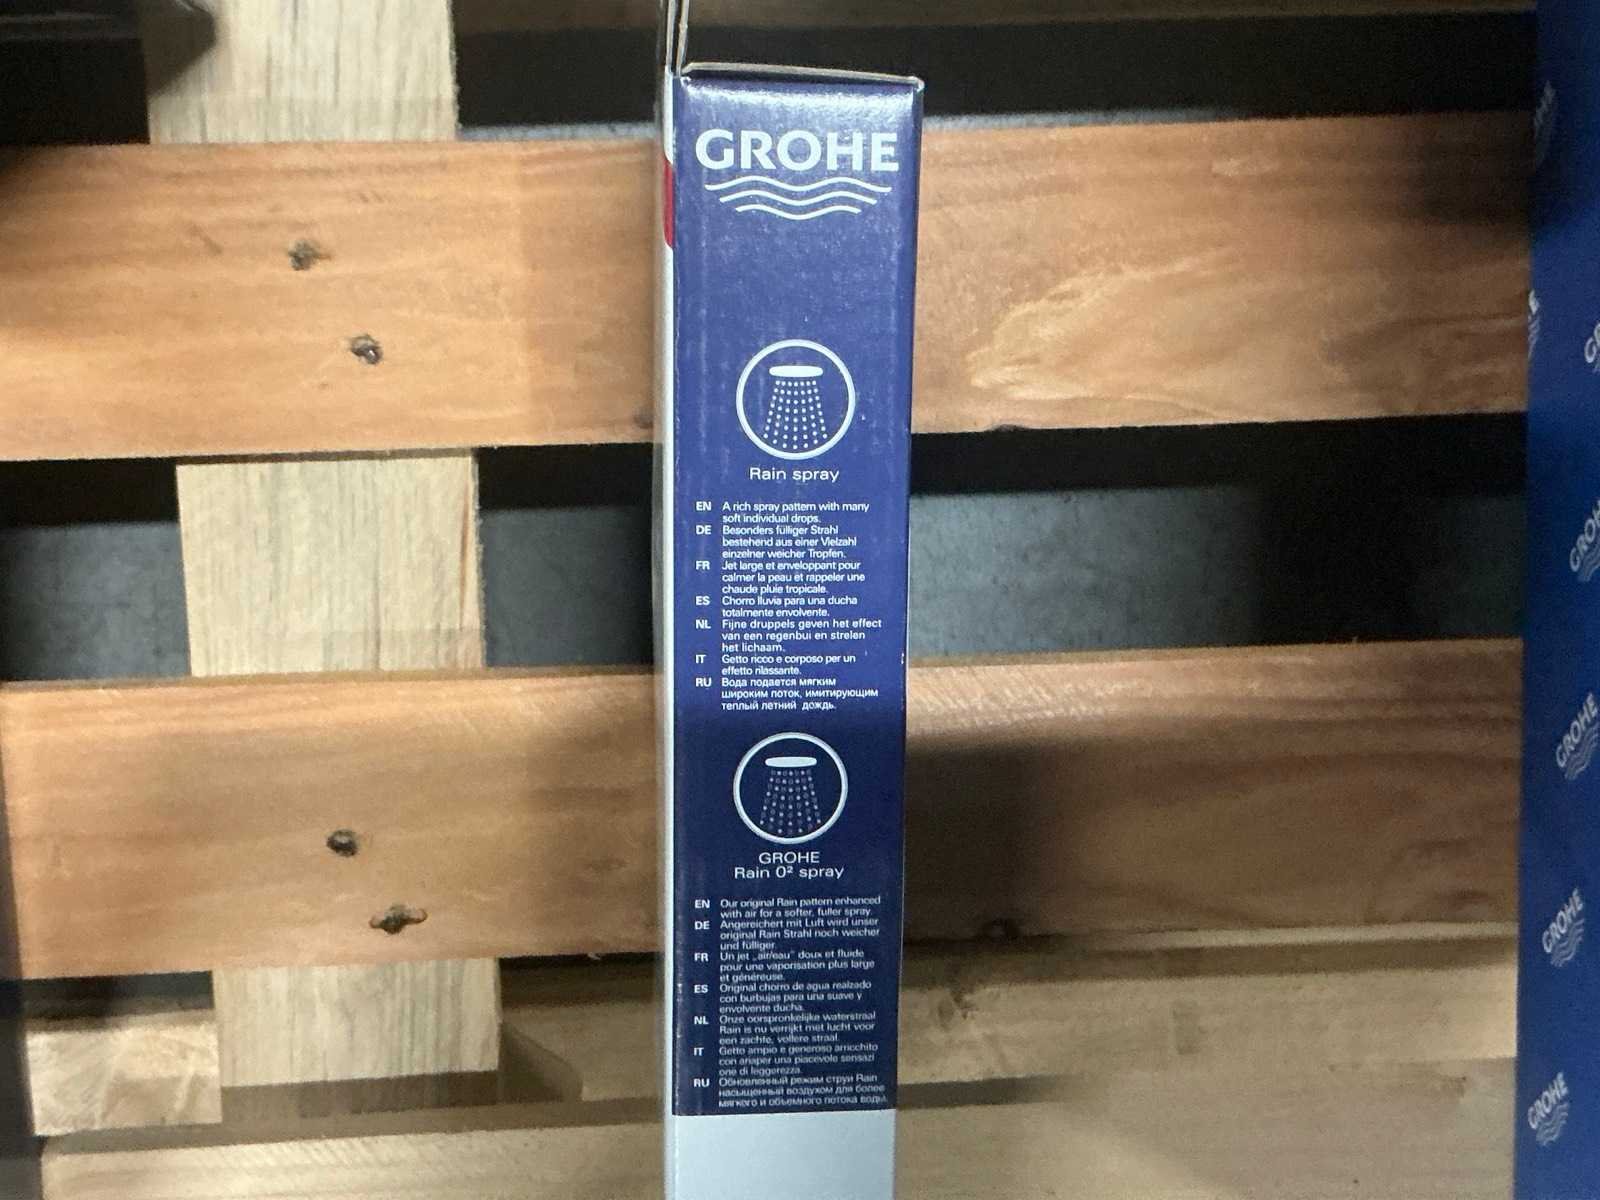 GROHE
Rain spray
EN A rich spray pattern with many
soft individual drops.
DE Besonders fülliger Strahl
bestehend aus einer Vielzahl
einzelner weicher Tropfen.
FR Jet large et enveloppant pour
calmer la peau et rappeler une
chaude pluie tropicale.
ES Chorro lluvia para una ducha
totalmente envolvente.
NL Fijne druppels geven het effect
van een regenbui en strelen
het lichaam.
IT Getto ricco e corposo per un
effetto rilassante.
RU Вода подается мягким
широким поток, имитирующим
теплый летний дождь.
GROHE
Rain O² spray
EN Our original Rain pattern enhanced
with air for a softer, fuller spray.
DE Angereichert mit Luft wird unser
original Rain Strahl noch weicher
und fülliger.
FR Un jet „air/eau" doux et fluide
pour une vaporisation plus large
et généreuse.
ES Original chorro de agua realzado
con burbujas para una suave y
envolvente ducha.
NL Onze oorspronkelijke waterstraal
Rain is nu verrijkt met lucht voor
een zachte, vollere straal.
IT Getto ampio e generoso arricchito
con ariaper una piacevole sensazi
one di leggerezza.
RU Обновленный режим струи Rain
насыщенный воздухом для более
мягкого и объемного потока воды.
GROHE
GROHE
GROHE